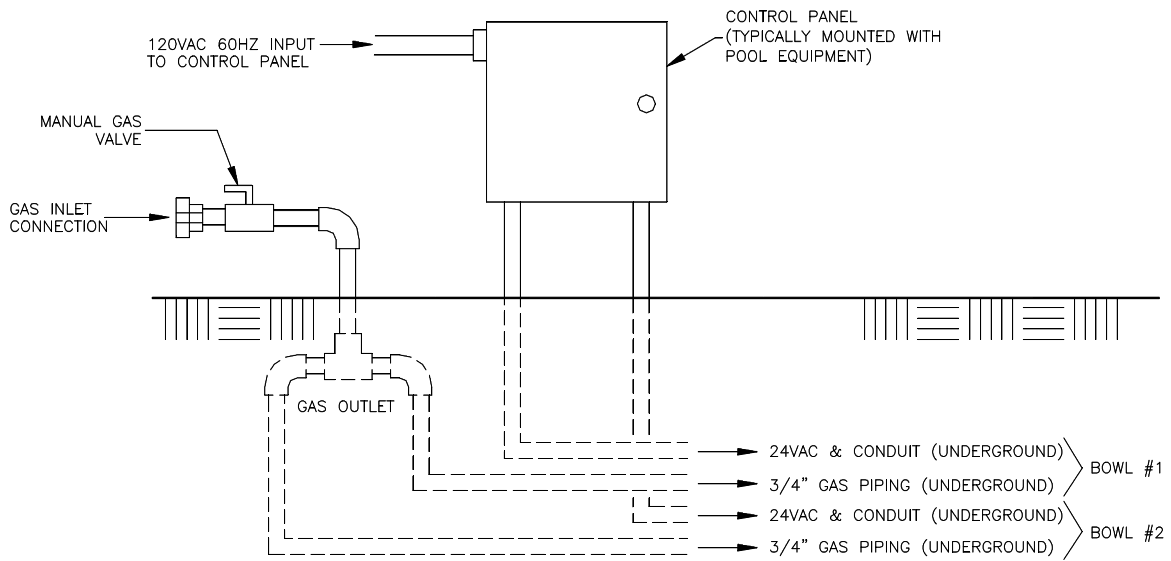 CONTROL PANEL
(TYPICALLY MOUNTED WITH
POOL EQUIPMENT)
120VAC 60HZ INPUT
TO CONTROL PANEL
MANUAL GAS
VALVE
GAS INLET
CONNECTION
GAS OUTLET
24VAC & CONDUIT (UNDERGROUND)
3/4" GAS PIPING (UNDERGROUND)
BOWL #1
24VAC & CONDUIT (UNDERGROUND)
3/4" GAS PIPING (UNDERGROUND)
BOWL #2